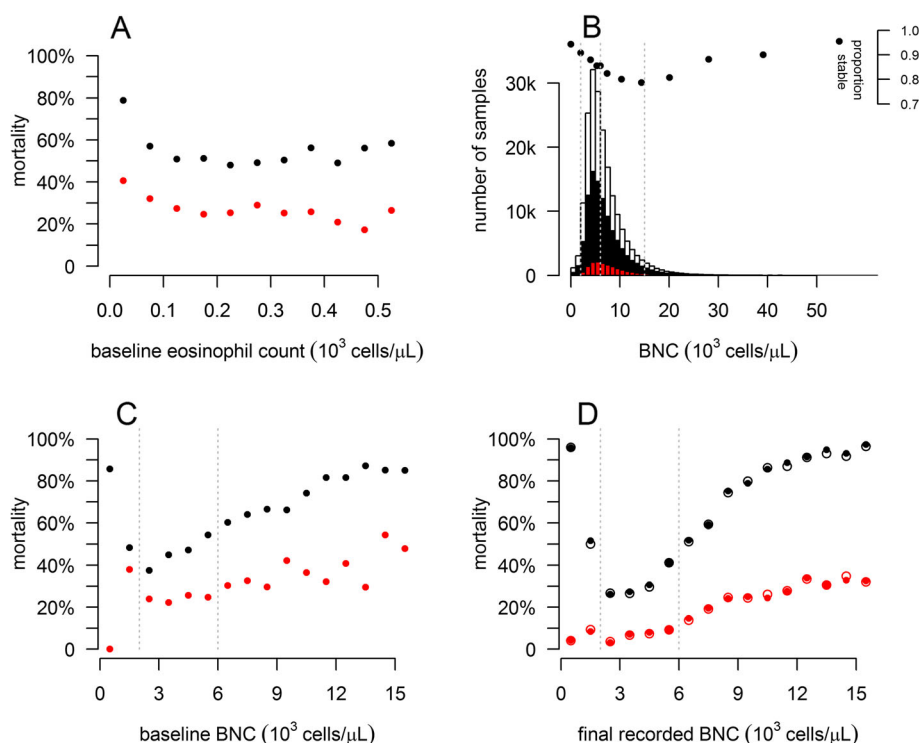 A
100%
80%
60%
40%
20%
0
mortality
0.0 0.1 0.2 0.3 0.4 0.5
baseline eosinophil count (10³ cells/μL)
B
30k
20k
10k
0
number of samples
0 10 20 30 40 50
BNC (10³ cells/μL)
proportion
stable
1.0
0.9
0.8
0.7
C
100%
80%
60%
40%
20%
0
mortality
0 3 6 9 12 15
baseline BNC (10³ cells/μL)
D
100%
80%
60%
40%
20%
0
mortality
0 3 6 9 12 15
final recorded BNC (10³ cells/μL)